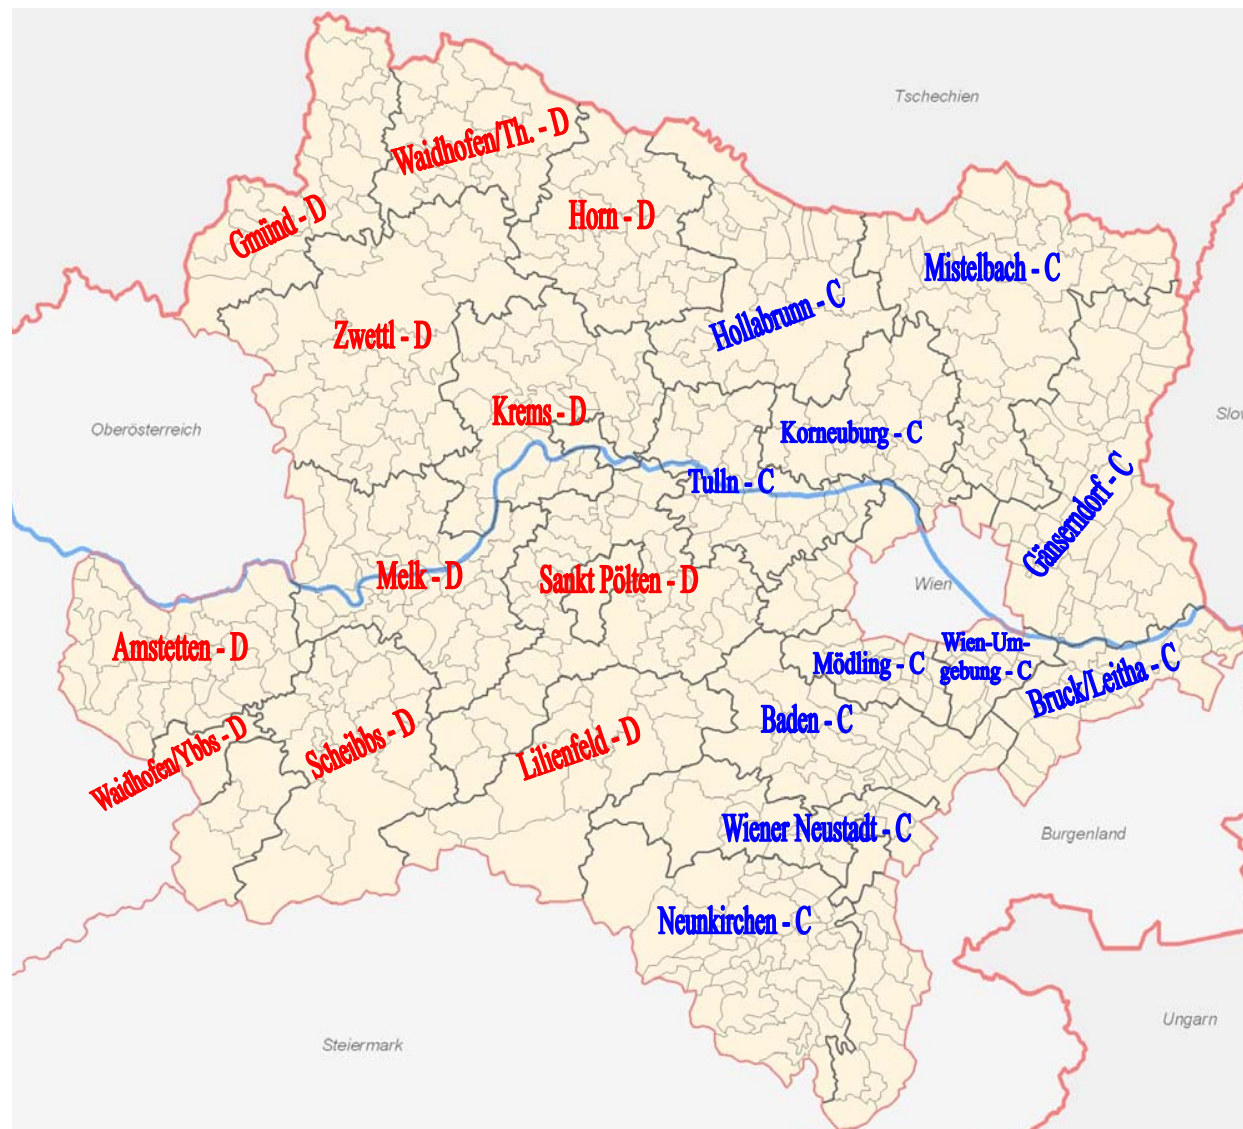 Tschechien
Waidhofen/Th. - D
Gmünd - D
Horn - D
Mistelbach - C
Hollabrunn - C
Zwettl - D
Krems - D
Korneuburg - C
Oberösterreich
Slov
Tulln - C
Gänserndorf - C
Melk - D
Sankt Pölten - D
Wien
Amstetten - D
Mödling - C
Wien-Um-
gebung - C
Bruck/Leitha - C
Baden - C
Waidhofen/Ybbs - D
Scheibbs - D
Lilienfeld - D
Wiener Neustadt - C
Burgenland
Neunkirchen - C
Ungarn
Steiermark